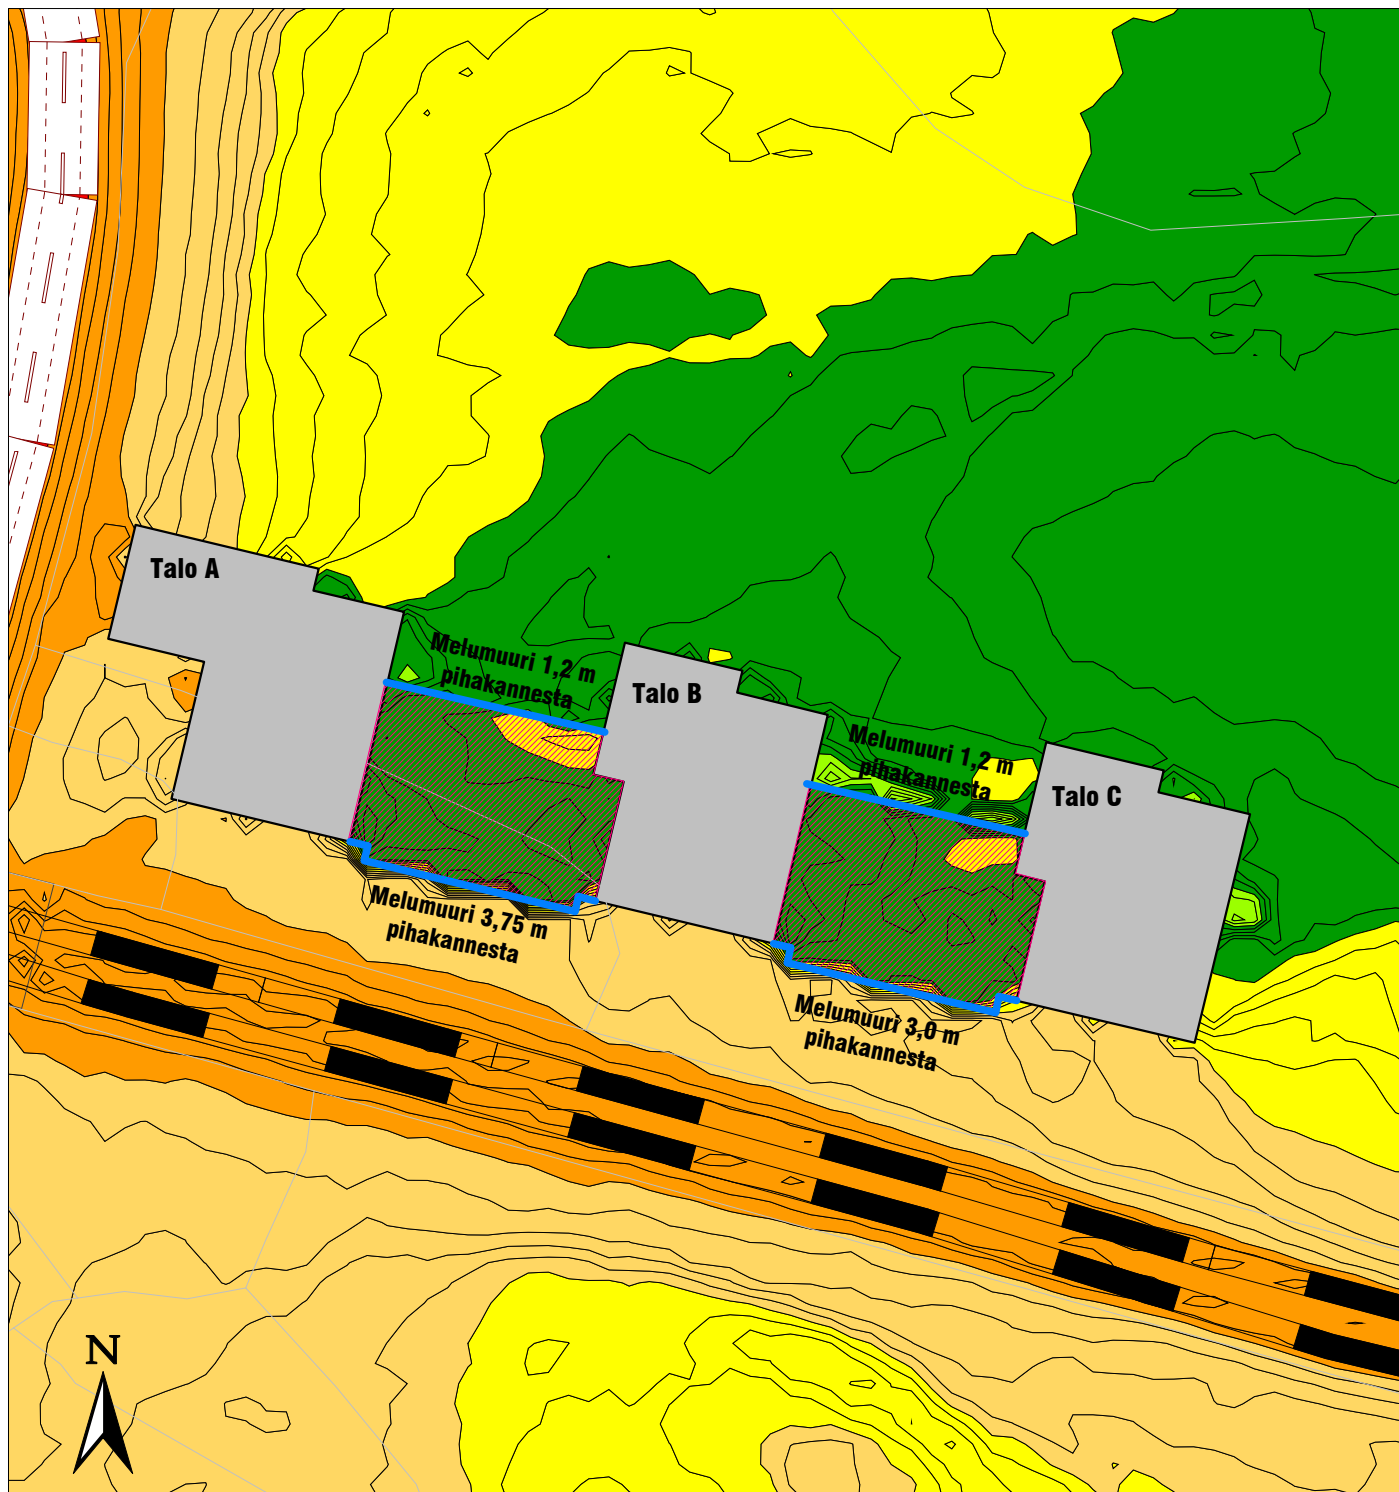 Talo A
Melumuuri 1,2 m
pihakannesta
Talo B
Melumuuri 1,2 m
pihakannesta
Talo C
Melumuuri 3,75 m
pihakannesta
Melumuuri 3,0 m
pihakannesta
N